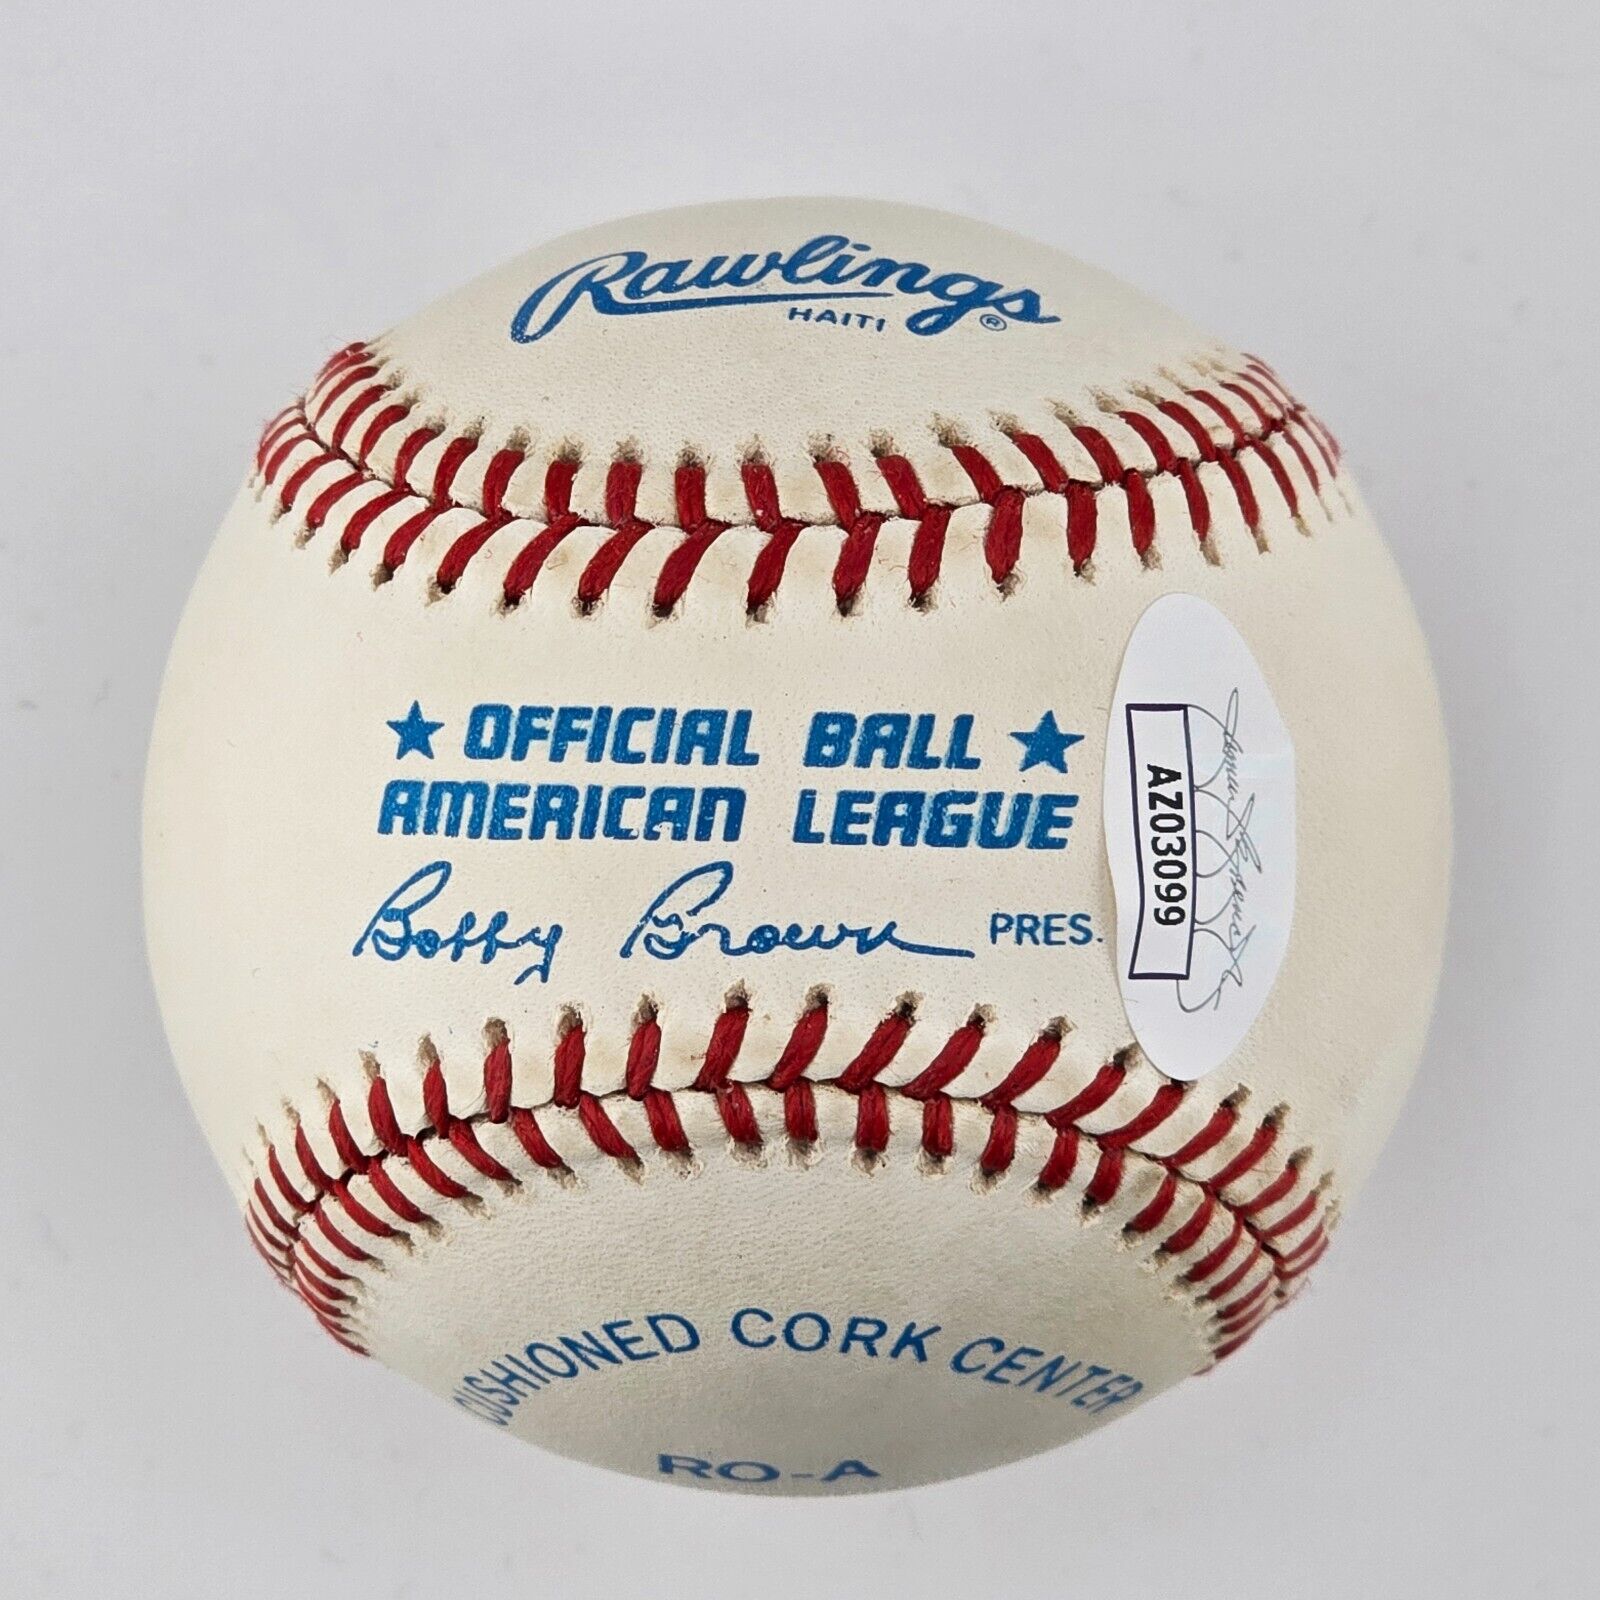 Rawlings
HAITI ®
★ OFFICIAL BALL ★
AMERICAN LEAGUE
Bobby Brown PRES.
AZ03099
CUSHIONED CORK CENTER
RO-A